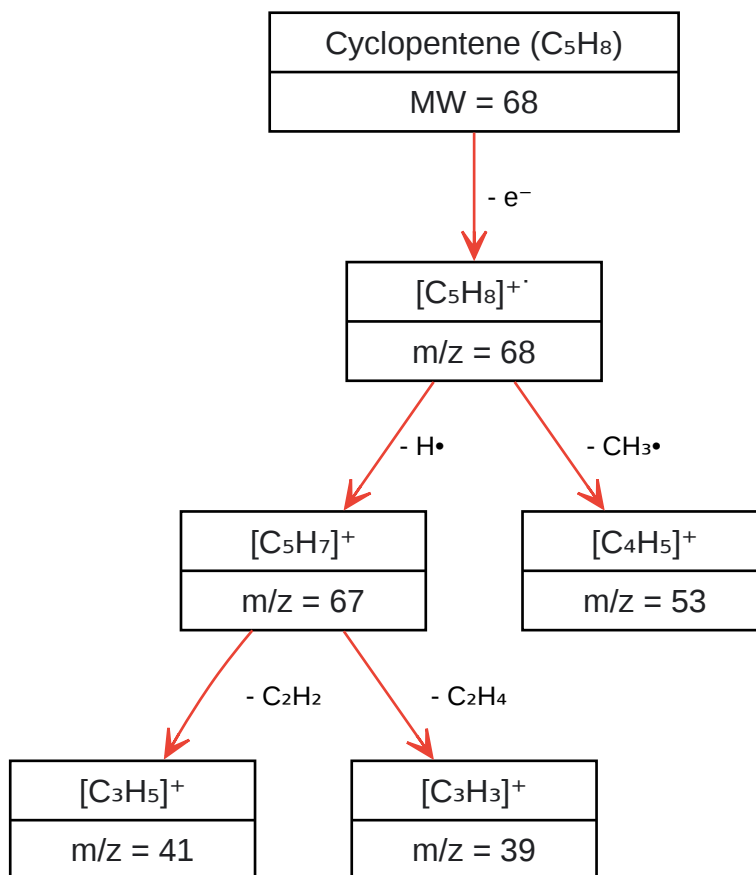 Cyclopentene (C₅H₈)
MW = 68
- e⁻
[C₅H₈]⁺˙
m/z = 68
- H•
- CH₃•
[C₅H₇]⁺
m/z = 67
[C₄H₅]⁺
m/z = 53
- C₂H₂
- C₂H₄
[C₃H₅]⁺
m/z = 41
[C₃H₃]⁺
m/z = 39